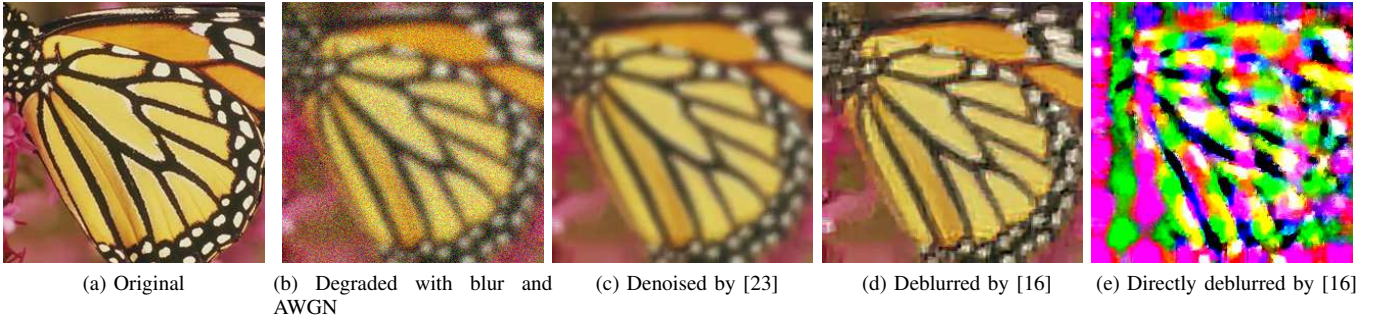 (a) Original
(b) Degraded with blur and
AWGN
(c) Denoised by [23]
(d) Deblurred by [16]
(e) Directly deblurred by [16]